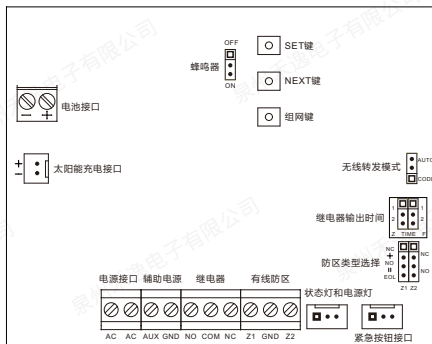 OFF
蜂鸣器
ON
SET键
NEXT键
组网键
电池接口
− +
+
−
太阳能充电接口
无线转发模式
AUTO
CODE
继电器输出时间
1 1
2 2
Z TIME F
防区类型选择
NC
+
NO
=
EOL
NC
NO
Z1 Z2
电源接口 辅助电源 继电器 有线防区
AC AC AUX GND NO COM NC Z1 GND Z2
状态灯和电源灯
紧急按钮接口